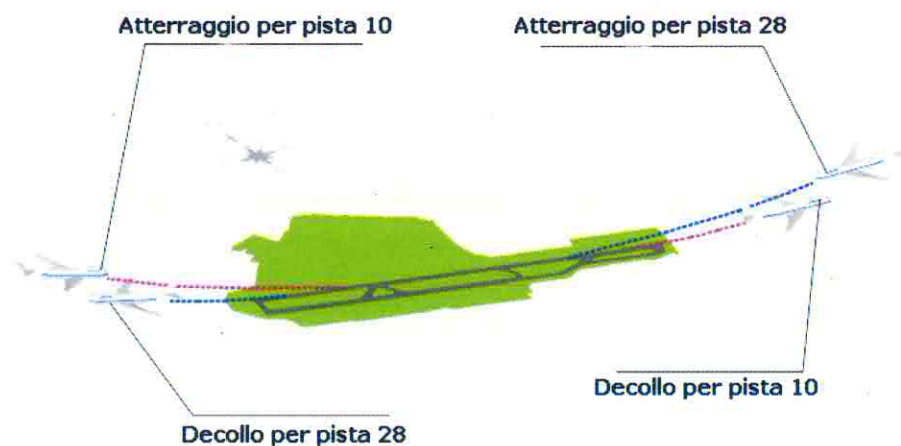 Atterraggio per pista 10
Atterraggio per pista 28
Decollo per pista 10
Decollo per pista 28